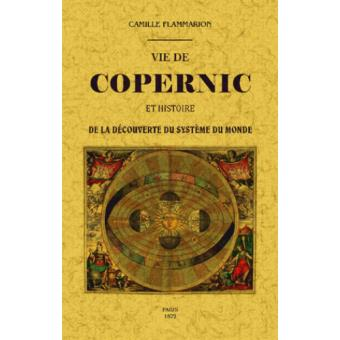 CAMILLE FLAMMARION
VIE DE
COPERNIC
ET HISTOIRE
DE LA DÉCOUVERTE DU SYSTÈME DU MONDE
PARIS
1872